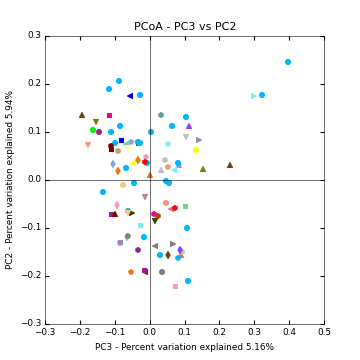 PCoA - PC3 vs PC2
PC2 - Percent variation explained 5.94%
0.3
0.2
0.1
0.0
−0.1
−0.2
−0.3
−0.3 −0.2 −0.1 0.0 0.1 0.2 0.3 0.4 0.5
PC3 - Percent variation explained 5.16%